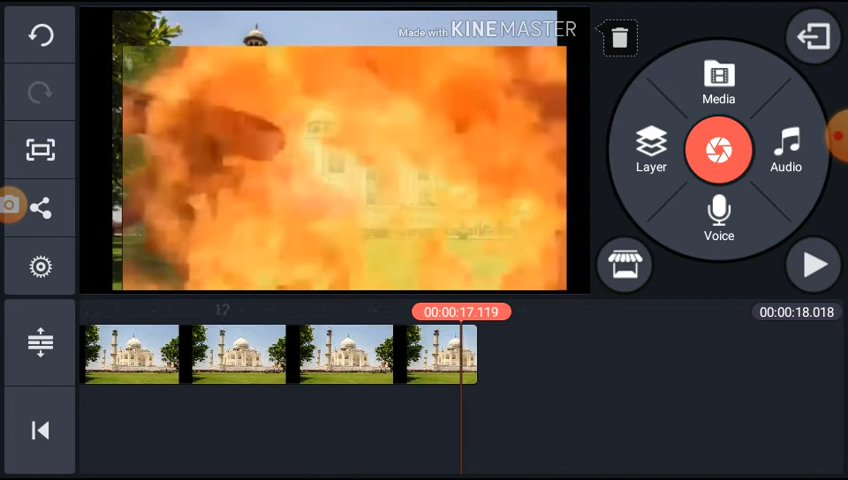 Made with KINEMASTER
Media
Layer
Audio
Voice
00:00:17.119
00:00:18.018